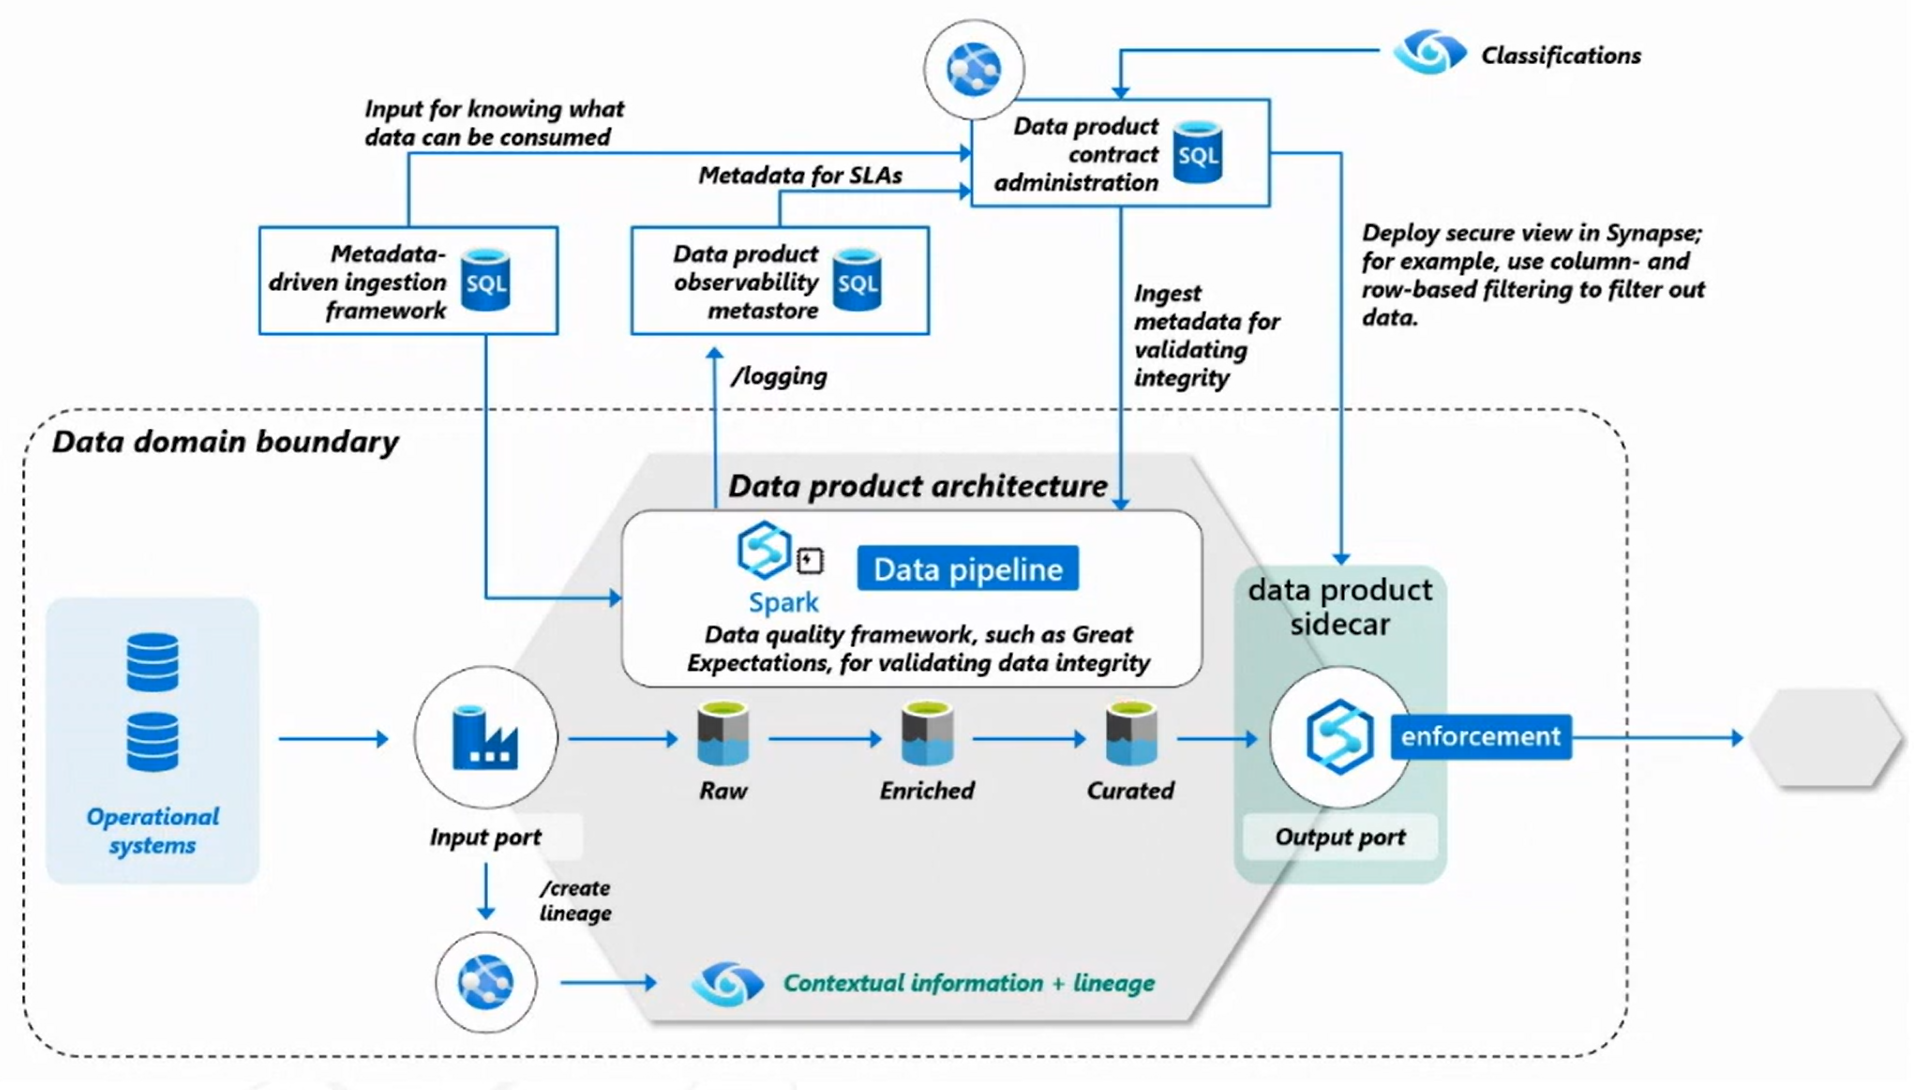 Classifications
Input for knowing what
data can be consumed
Data product
contract
administration
SQL
Metadata for SLAs
Metadata-
driven ingestion
framework
SQL
Data product
observability
metastore
SQL
Deploy secure view in Synapse;
for example, use column- and
row-based filtering to filter out
data.
Ingest
metadata for
validating
integrity
/logging
Data domain boundary
Data product architecture
Spark
Data pipeline
Data quality framework, such as Great
Expectations, for validating data integrity
data product
sidecar
enforcement
Operational
systems
Input port
Raw
Enriched
Curated
Output port
/create
lineage
Contextual information + lineage